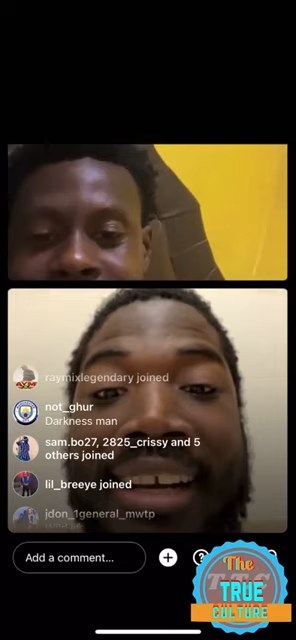 raymixlegendary joined
not_ghur
Darkness man
sam.bo27, 2825_crissy and 5
others joined
lil_breeye joined
jdon_1general_mwtp
Add a comment…
The
TRUE
CULTURE